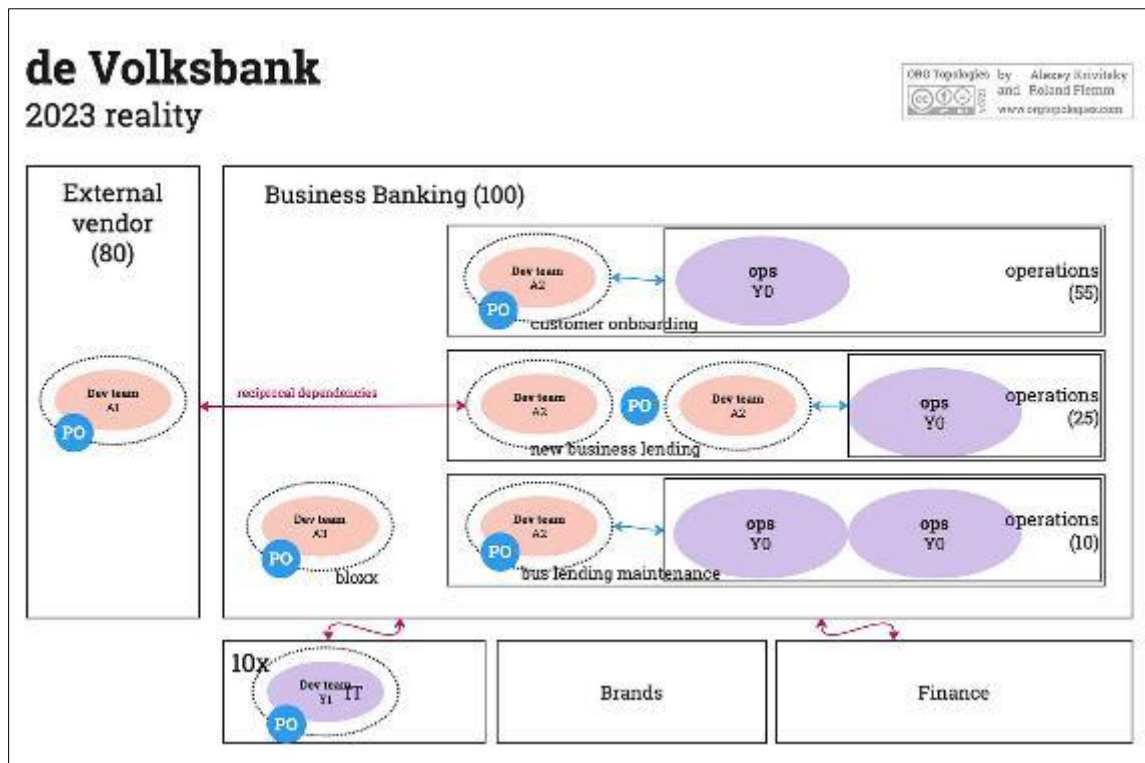 de Volksbank
2023 reality
ORG Topologies by Alexey Krivitsky
and Roland Flemm
www.orgtopologies.com
External
vendor
(80)
Dev team
A1
PO
Business Banking (100)
Dev team
A2
PO
customer onboarding
ops
Y0
operations
(55)
reciprocal dependencies
Dev team
A2
PO
Dev team
A2
new business lending
ops
Y0
operations
(25)
Dev team
A3
PO
bloxx
Dev team
A2
PO
bus lending maintenance
ops
Y0
ops
Y0
operations
(10)
10x
Dev team
Y1
IT
PO
Brands
Finance